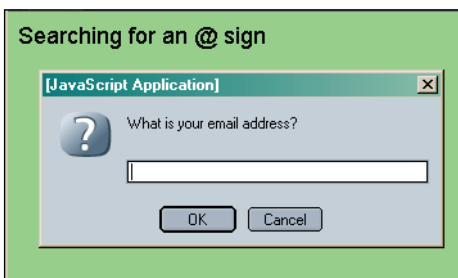 Searching for an @ sign
[JavaScript Application]
What is your email address?
OK Cancel